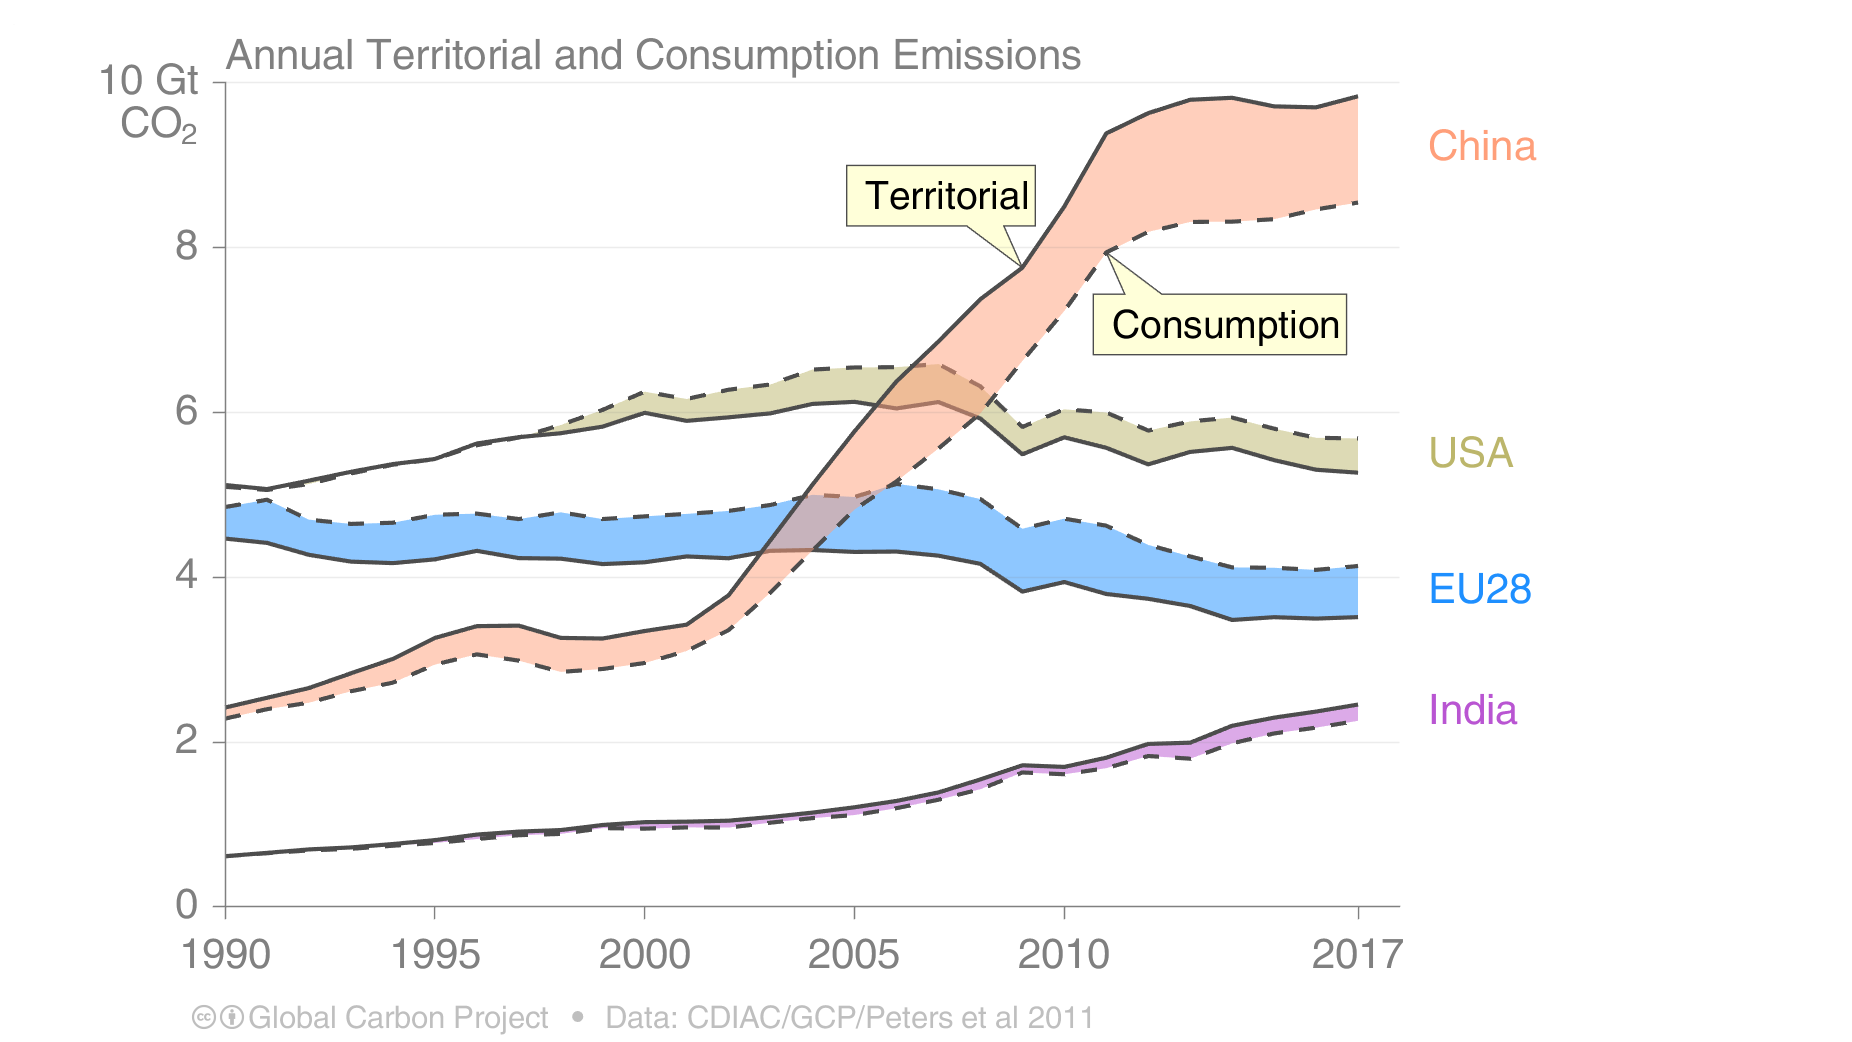 Annual Territorial and Consumption Emissions
10 Gt
CO₂
8
6
4
2
0
Territorial
Consumption
China
USA
EU28
India
1990 1995 2000 2005 2010 2017
cc Global Carbon Project • Data: CDIAC/GCP/Peters et al 2011